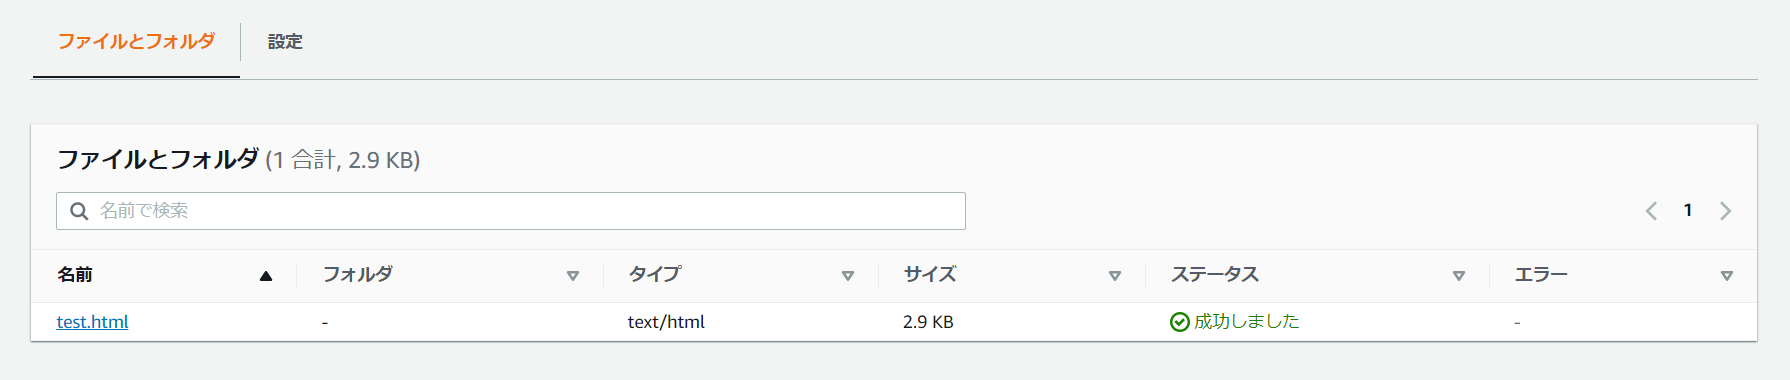 ファイルとフォルダ 設定
ファイルとフォルダ (1 合計, 2.9 KB)
名前で検索 1
名前 フォルダ タイプ サイズ ステータス エラー
test.html - text/html 2.9 KB 成功しました -